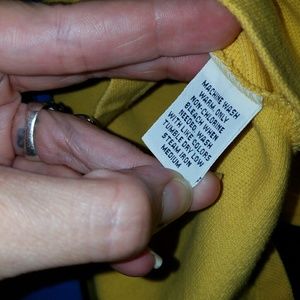 MACHINE WASH
WARM. ONLY
NON-CHLORINE
BLEACH WHEN
NEEDED. WASH
WITH LIKE COLORS
TUMBLE DRY LOW
STEAM IRON
MEDIUM